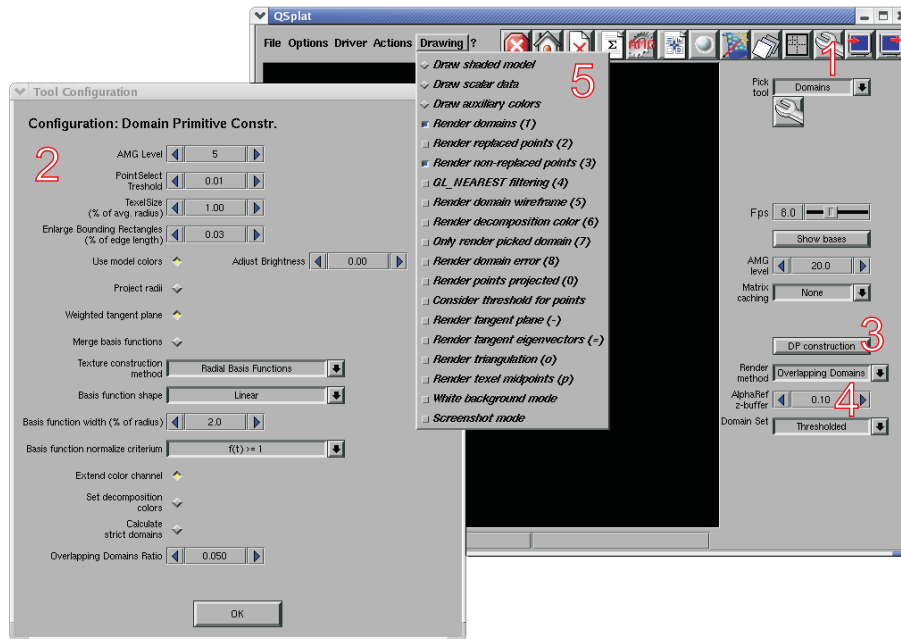 QSplat
File Options Driver Actions Drawing ?
Σ
1
Draw shaded model
Draw scalar data
Draw auxiliary colors
Render domains (1)
Render replaced points (2)
Render non-replaced points (3)
GL_NEAREST filtering (4)
Render domain wireframe (5)
Render decomposition color (6)
Only render picked domain (7)
Render domain error (8)
Render points projected (0)
Consider threshold for points
Render tangent plane (-)
Render tangent eigenvectors (=)
Render triangulation (o)
Render texel midpoints (p)
White background mode
Screenshot mode
5
Pick tool Domains
Fps 8.0
Show bases
AMG level 20.0
Matrix caching None
3
DP construction
Render method Overlapping Domains
4
AlphaRef z-buffer 0.10
Domain Set Thresholded
Tool Configuration
Configuration: Domain Primitive Constr.
2
AMG Level 5
PointSelect Treshold 0.01
TexelSize (% of avg. radius) 1.00
Enlarge Bounding Rectangles (% of edge length) 0.03
Use model colors Adjust Brightness 0.00
Project radii
Weighted tangent plane
Merge basis functions
Texture construction method Radial Basis Functions
Basis function shape Linear
Basis function width (% of radius) 2.0
Basis function normalize criterium f(t) >= 1
Extend color channel
Set decomposition colors
Calculate strict domains
Overlapping Domains Ratio 0.050
OK